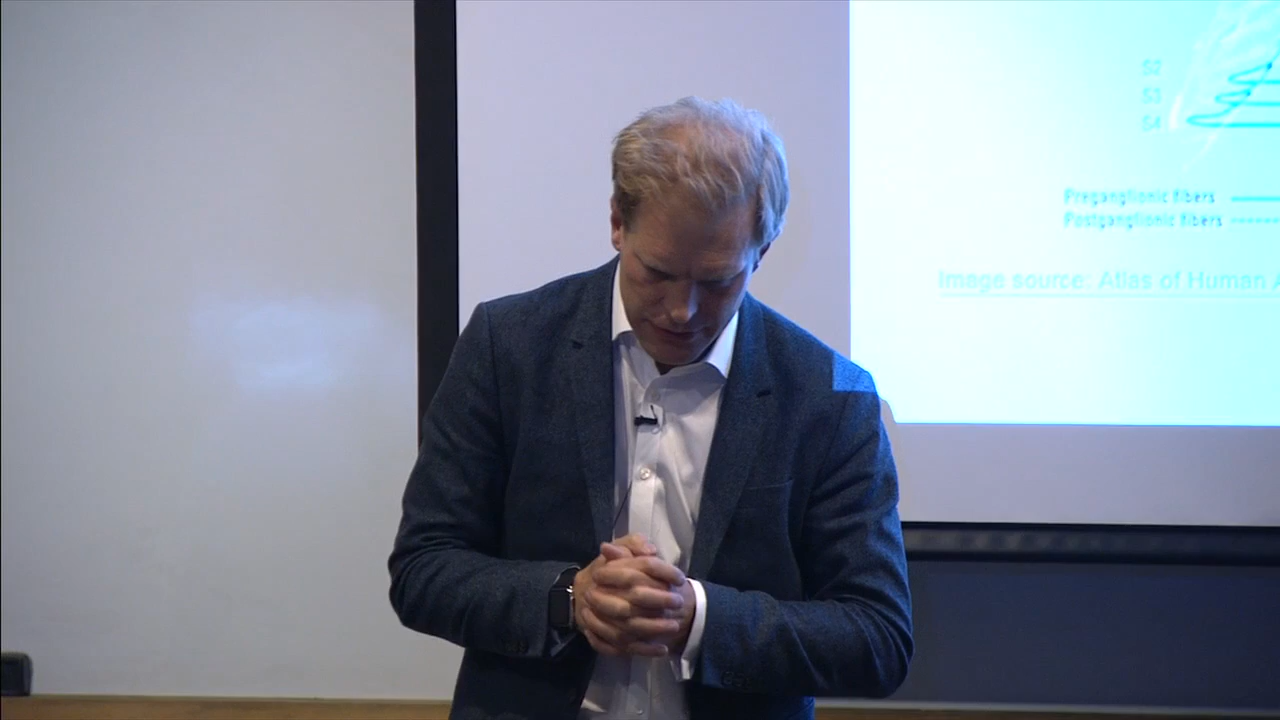 S2
S3
S4
Preganglionic fibers
Postganglionic fibers
Image source: Atlas of Human A